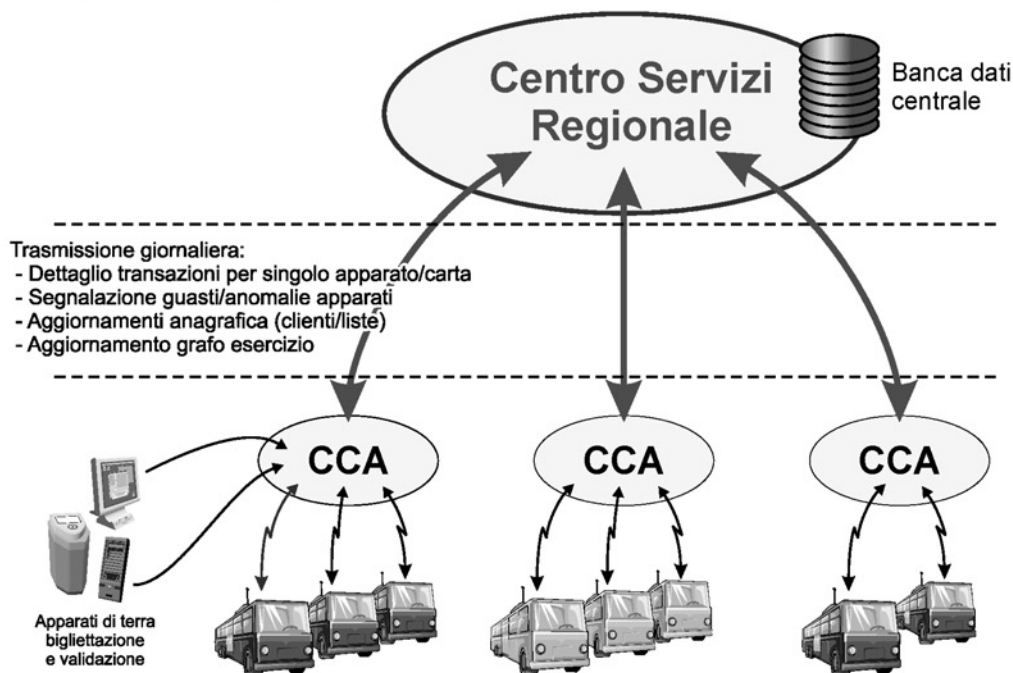 Centro Servizi
Regionale
Banca dati
centrale
Trasmissione giornaliera:
- Dettaglio transazioni per singolo apparato/carta
- Segnalazione guasti/anomalie apparati
- Aggiornamenti anagrafica (clienti/liste)
- Aggiornamento grafo esercizio
CCA
CCA
CCA
Apparati di terra
bigliettazione
e validazione